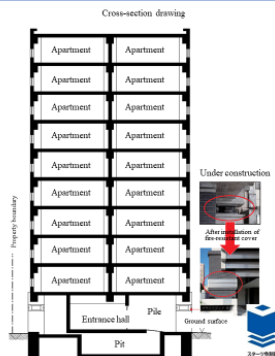 Cross-section drawing
Apartment Apartment
Apartment Apartment
Apartment Apartment
Apartment Apartment
Apartment Apartment
Apartment Apartment
Apartment Apartment
Apartment Apartment
Apartment Apartment
Property boundary
Under construction
After installation of
fire-resistant cover
Pile
Entrance hall
Ground surface
Pit